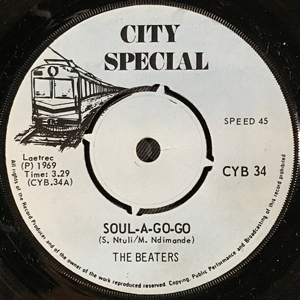 CITY
SPECIAL
SPEED 45
Laetrec
(P) 1969
Time: 3.29
(CYB.34A)
CYB 34
SOUL-A-GO-GO
(S. Ntuli/M. Ndimande)
THE BEATERS
All rights of the Record Producer and of the owner of the work reproduced reserved. Copying, Public Performance and Broadcasting of this record prohibited.